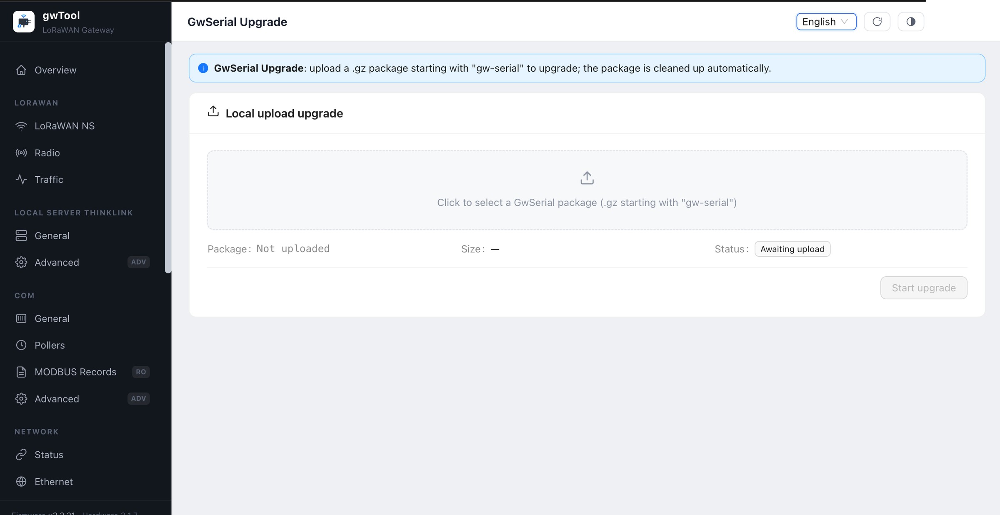 gwTool
LoRaWAN Gateway
GwSerial Upgrade
English
Overview
GwSerial Upgrade: upload a .gz package starting with "gw-serial" to upgrade; the package is cleaned up automatically.
LORAWAN
LoRaWAN NS
Radio
Traffic
LOCAL SERVER THINKLINK
General
Advanced ADV
COM
General
Pollers
MODBUS Records RO
Advanced ADV
NETWORK
Status
Ethernet
Local upload upgrade
Click to select a GwSerial package (.gz starting with "gw-serial")
Package: Not uploaded
Size: —
Status: Awaiting upload
Start upgrade